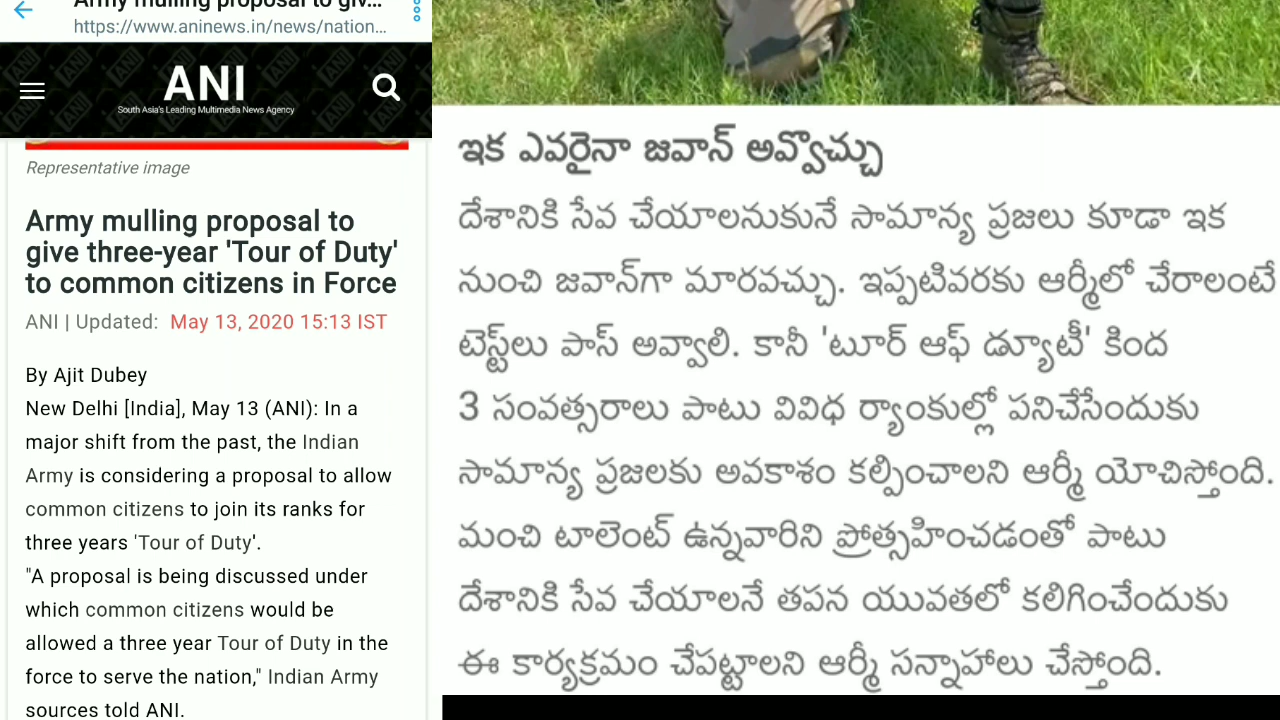 Army mulling proposal to giv...
https://www.aninews.in/news/nation...
ANI
South Asia's Leading Multimedia News Agency
Representative image
Army mulling proposal to
give three-year 'Tour of Duty'
to common citizens in Force
ANI | Updated: May 13, 2020 15:13 IST
By Ajit Dubey
New Delhi [India], May 13 (ANI): In a
major shift from the past, the Indian
Army is considering a proposal to allow
common citizens to join its ranks for
three years 'Tour of Duty'.
"A proposal is being discussed under
which common citizens would be
allowed a three year Tour of Duty in the
force to serve the nation," Indian Army
sources told ANI.
ఇక ఎవరైనా జవాన్ అవ్వొచ్చు
దేశానికి సేవ చేయాలనుకునే సామాన్య ప్రజలు కూడా ఇక
నుంచి జవాన్‌గా మారవచ్చు. ఇప్పటివరకు ఆర్మీలో చేరాలంటే
టెస్ట్‌లు పాస్ అవ్వాలి. కానీ 'టూర్ ఆఫ్ డ్యూటీ' కింద
3 సంవత్సరాలు పాటు వివిధ ర్యాంకుల్లో పనిచేసేందుకు
సామాన్య ప్రజలకు అవకాశం కల్పించాలని ఆర్మీ యోచిస్తోంది.
మంచి టాలెంట్ ఉన్నవారిని ప్రోత్సహించడంతో పాటు
దేశానికి సేవ చేయాలనే తపన యువతలో కలిగించేందుకు
ఈ కార్యక్రమం చేపట్టాలని ఆర్మీ సన్నాహాలు చేస్తోంది.